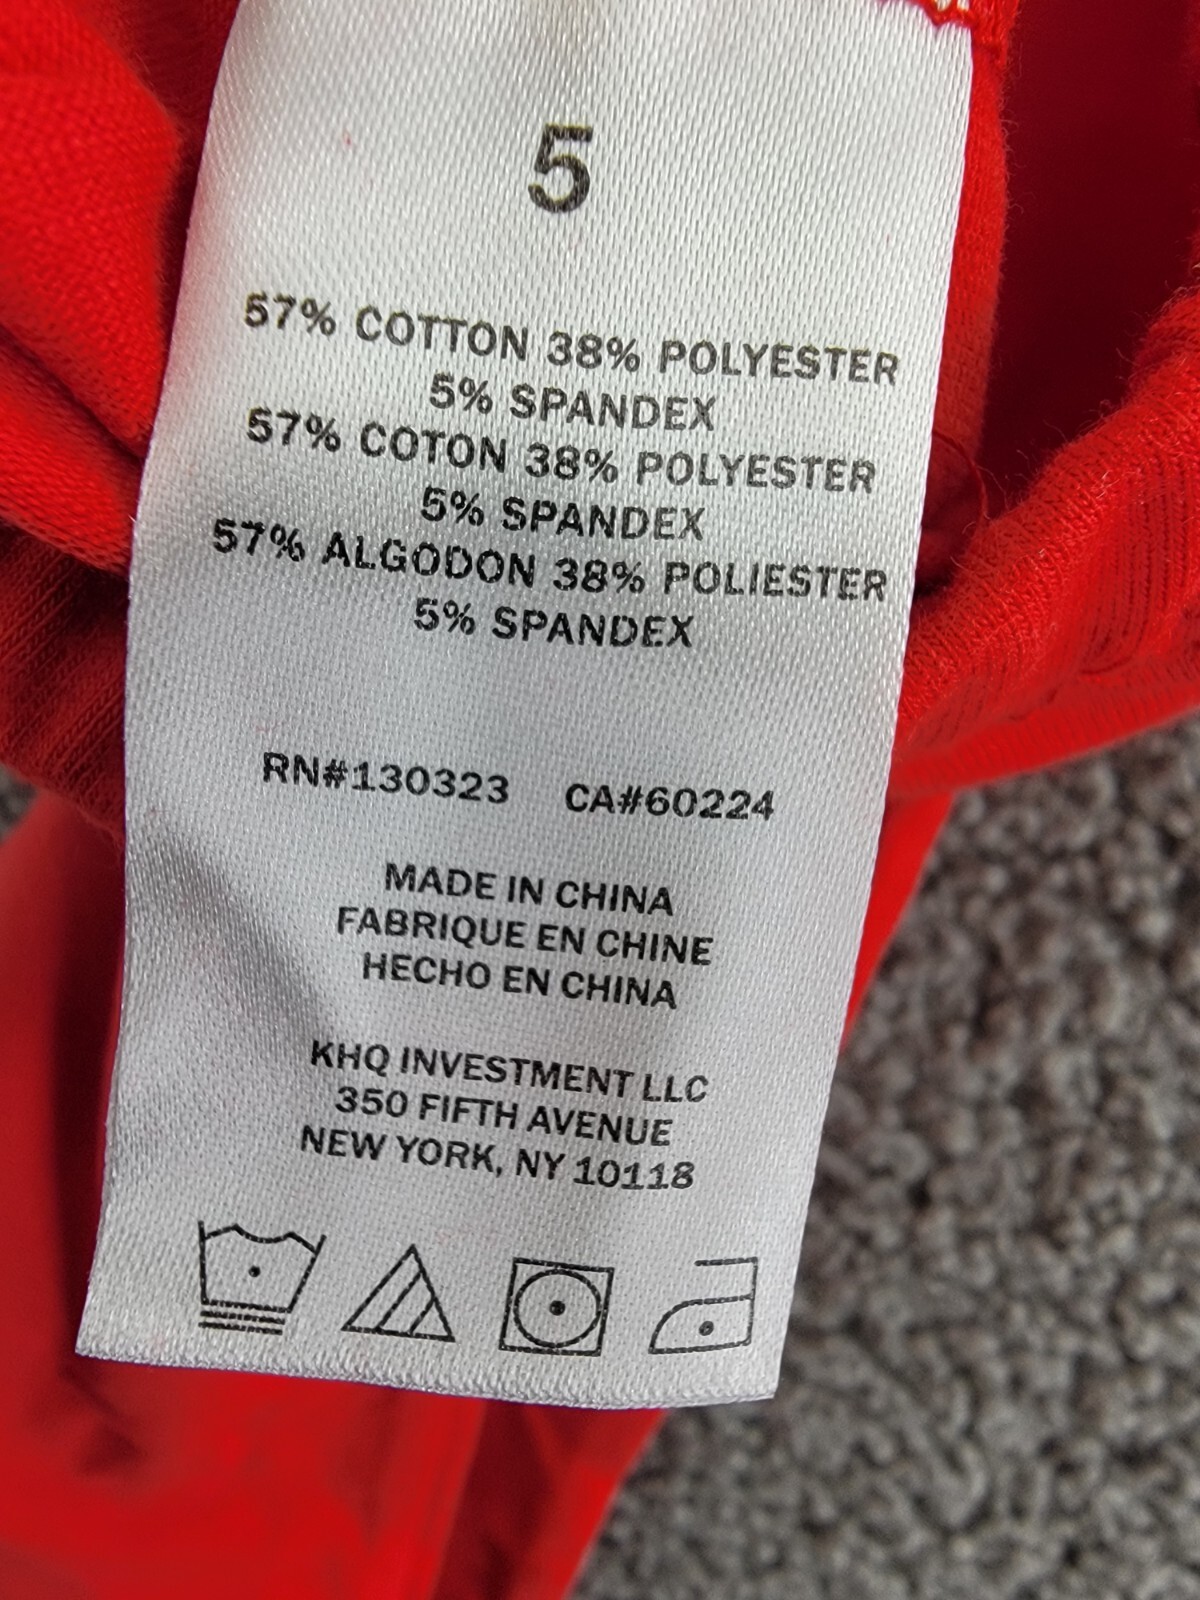 5
57% COTTON 38% POLYESTER
5% SPANDEX
57% COTON 38% POLYESTER
5% SPANDEX
57% ALGODON 38% POLIESTER
5% SPANDEX
RN#130323 CA#60224
MADE IN CHINA
FABRIQUE EN CHINE
HECHO EN CHINA
KHQ INVESTMENT LLC
350 FIFTH AVENUE
NEW YORK, NY 10118